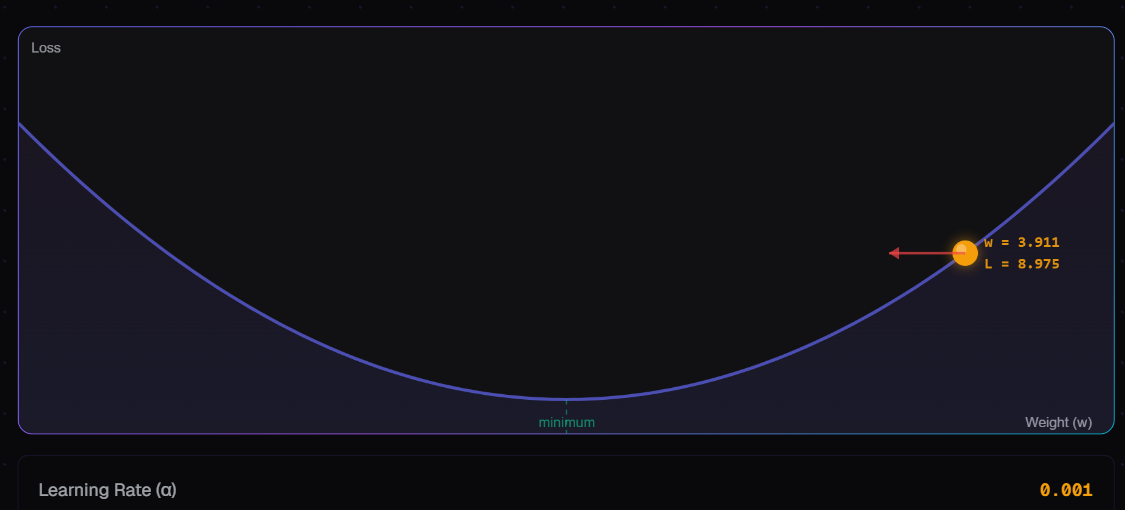 Loss
w = 3.911
L = 8.975
minimum
Weight (w)
Learning Rate (α)
0.001